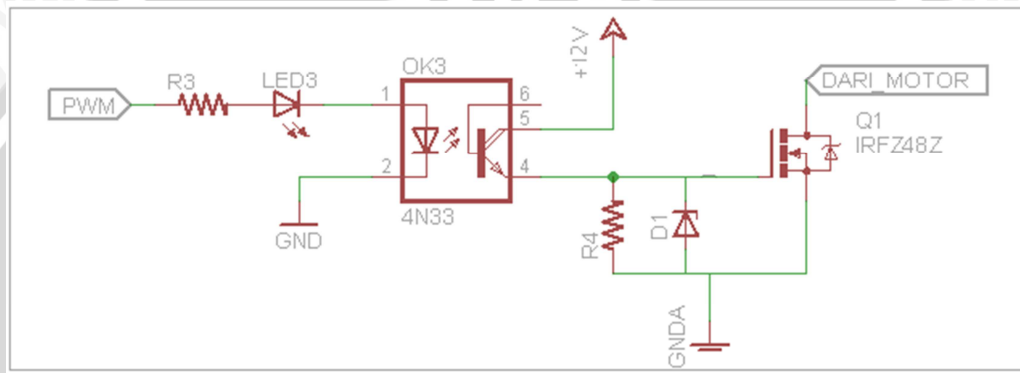 PWM
R3
LED3
OK3
1
2
6
5
4
4N33
GND
+12V
R4
D1
GNDA
DARI_MOTOR
Q1
IRFZ48Z